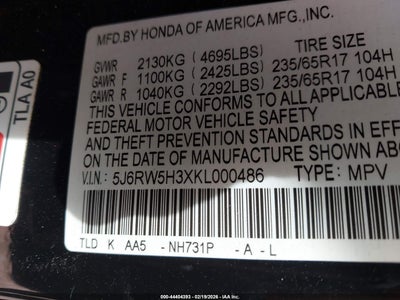 MFD.BY HONDA OF AMERICA MFG.,INC.
TIRE SIZE
GVWR 2130KG (4695LBS)
GAWR F 1100KG (2425LBS) 235/65R17 104H
GAWR R 1040KG (2292LBS) 235/65R17 104H
THIS VEHICLE CONFORMS TO ALL APPLICABLE
FEDERAL MOTOR VEHICLE SAFETY
AND THEFT PREVENTION STANDARDS IN EFFE
THE DATE OF MANUFACTURE SHOWN ABO
V.I.N: 5J6RW5H3XKL000486 TYPE: MPV
TLD K AA5 - NH731P - A - L
TLA A0
000 - 44404393 - 02/19/2026 - IAA Inc.